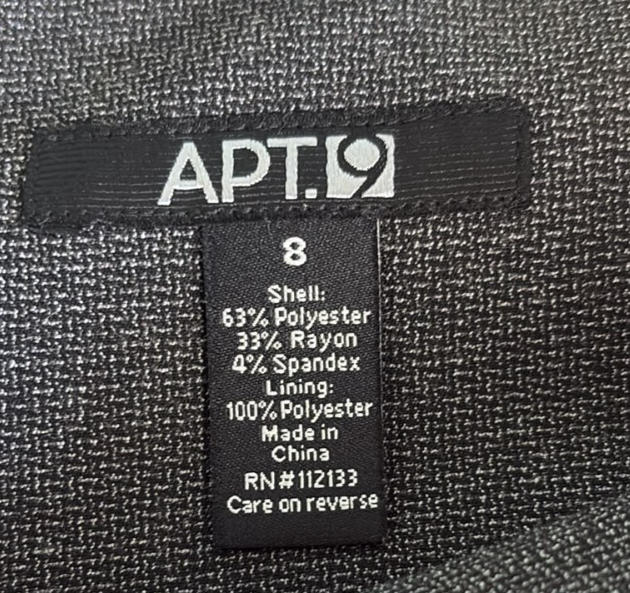 APT.9
8
Shell:
63% Polyester
33% Rayon
4% Spandex
Lining:
100% Polyester
Made in
China
RN#112133
Care on reverse